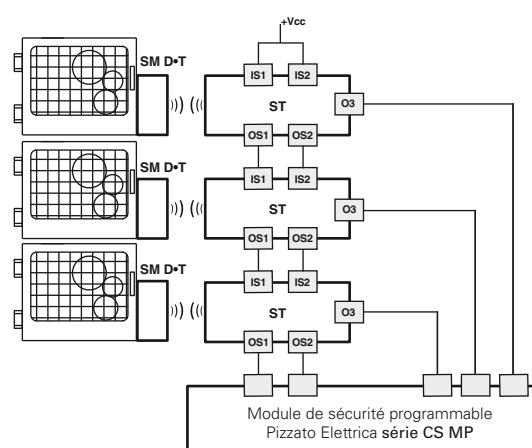 +Vcc
SM D•T
IS1 IS2
ST
O3
OS1 OS2
SM D•T
IS1 IS2
ST
O3
OS1 OS2
SM D•T
IS1 IS2
ST
O3
OS1 OS2
Module de sécurité programmable
Pizzato Elettrica série CS MP